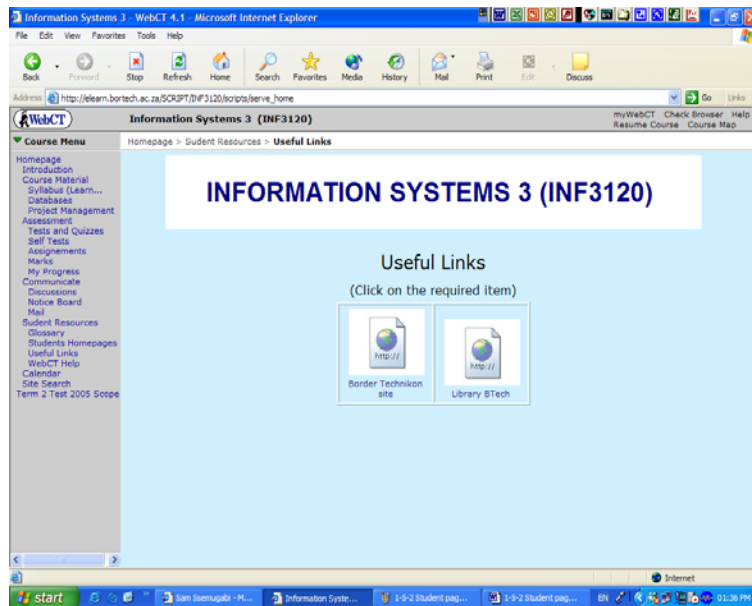 Information Systems 3 - WebCT 4.1 - Microsoft Internet Explorer
File Edit View Favorites Tools Help
Back Forward Stop Refresh Home Search Favorites Media History Mail Print Edit Discuss
Address http://elearn.bortech.ac.za/SCRIPT/INF3120/scripts/serve_home Go Links
WebCT Information Systems 3 (INF3120) myWebCT Check Browser Help
Resume Course Course Map
Course Menu Homepage > Sudent Resources > Useful Links
Homepage
Introduction
Course Material
Syllabus (Learn...
Databases
Project Management
Assessment
Tests and Quizzes
Self Tests
Assignements
Marks
My Progress
Communicate
Discussions
Notice Board
Mail
Sudent Resources
Glossary
Students Homepages
Useful Links
WebCT Help
Calendar
Site Search
Term 2 Test 2005 Scope
INFORMATION SYSTEMS 3 (INF3120)
Useful Links
(Click on the required item)
http:// http://
Border Technikon
site
Library BTech
Internet
start Sam Ssemugabi - M... Information Syste... 1-5-2 Student pag... 1-5-2 Student pag... EN 01:36 PM